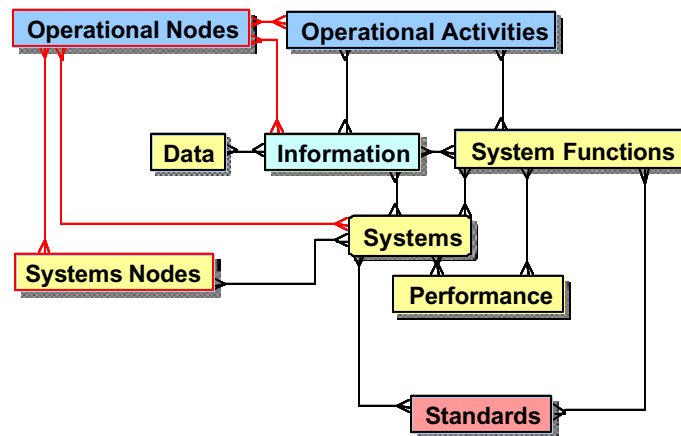 Operational Nodes
Operational Activities
Data
Information
System Functions
Systems
Systems Nodes
Performance
Standards